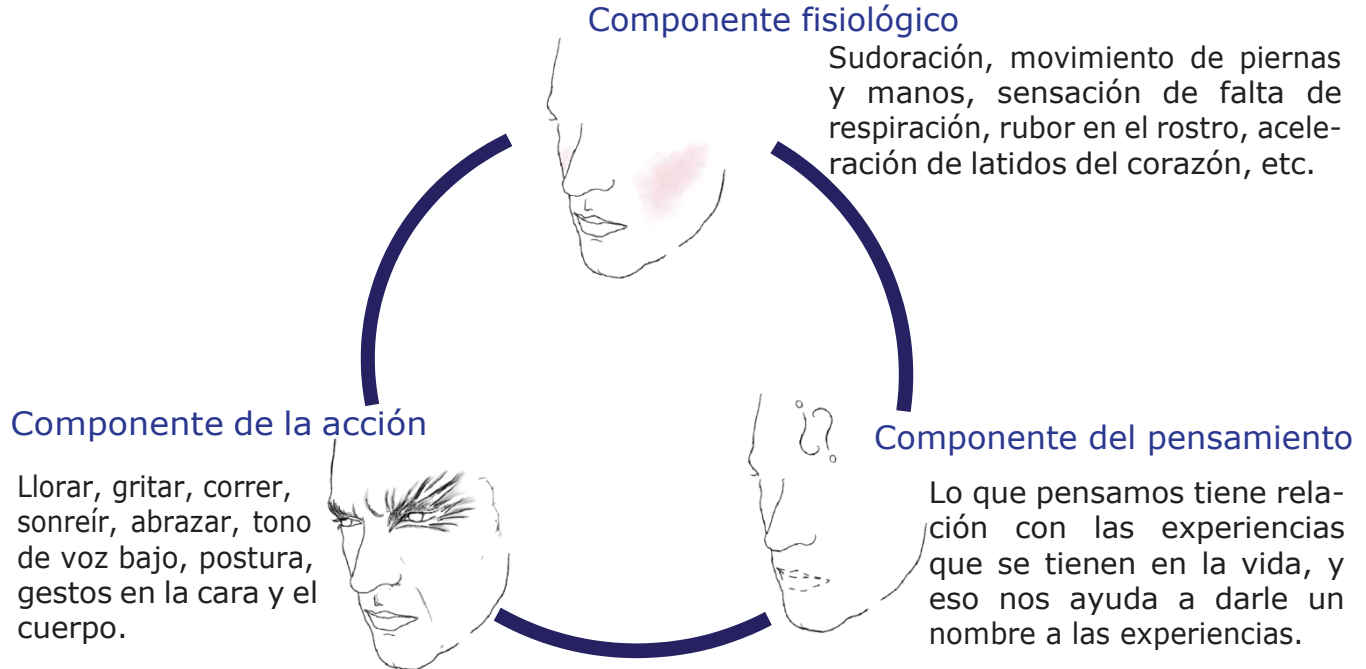 Componente fisiológico
Sudoración, movimiento de piernas
y manos, sensación de falta de
respiración, rubor en el rostro, acele-
ración de latidos del corazón, etc.
Componente de la acción
Llorar, gritar, correr,
sonreír, abrazar, tono
de voz bajo, postura,
gestos en la cara y el
cuerpo.
¿?
Componente del pensamiento
Lo que pensamos tiene rela-
ción con las experiencias
que se tienen en la vida, y
eso nos ayuda a darle un
nombre a las experiencias.